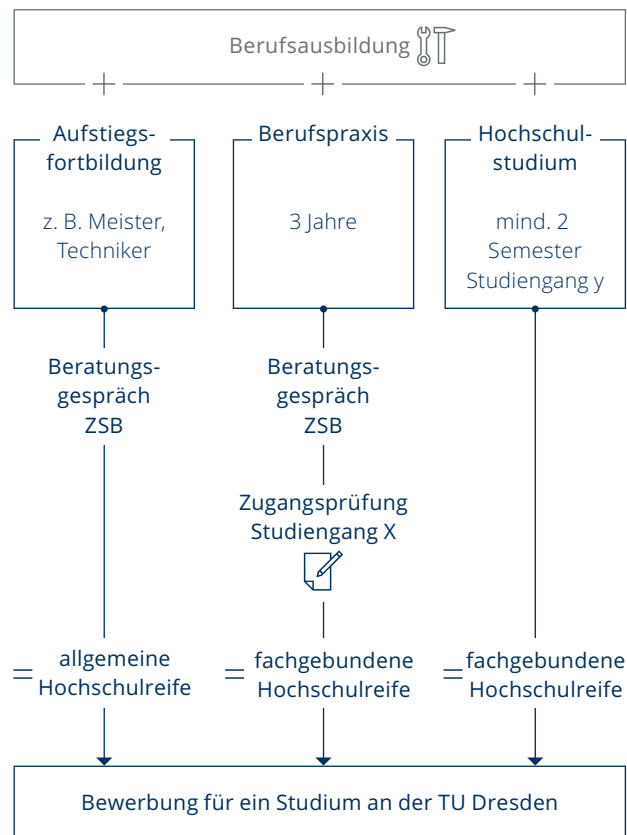 Berufsausbildung
Aufstiegs-
fortbildung
z. B. Meister,
Techniker
Beratungs-
gespräch
ZSB
= allgemeine
Hochschulreife
Berufspraxis
3 Jahre
Beratungs-
gespräch
ZSB
Zugangsprüfung
Studiengang X
= fachgebundene
Hochschulreife
Hochschul-
studium
mind. 2
Semester
Studiengang y
= fachgebundene
Hochschulreife
Bewerbung für ein Studium an der TU Dresden